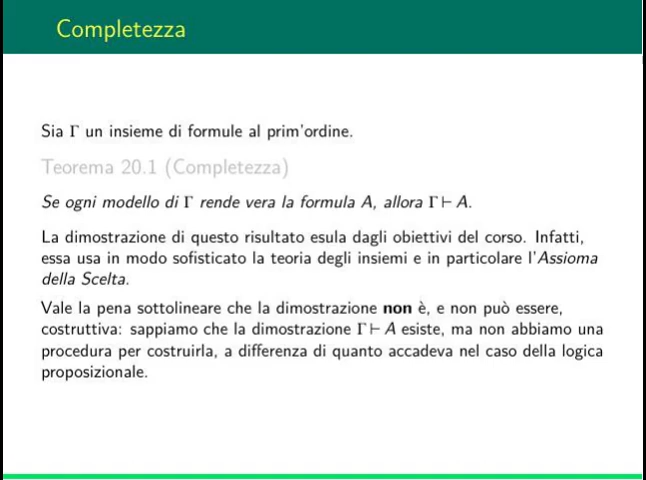 Completezza
Sia Γ un insieme di formule al prim'ordine.
Teorema 20.1 (Completezza)
Se ogni modello di Γ rende vera la formula A, allora Γ ⊢ A.
La dimostrazione di questo risultato esula dagli obiettivi del corso. Infatti,
essa usa in modo sofisticato la teoria degli insiemi e in particolare l'Assioma
della Scelta.
Vale la pena sottolineare che la dimostrazione non è, e non può essere,
costruttiva: sappiamo che la dimostrazione Γ ⊢ A esiste, ma non abbiamo una
procedura per costruirla, a differenza di quanto accadeva nel caso della logica
proposizionale.